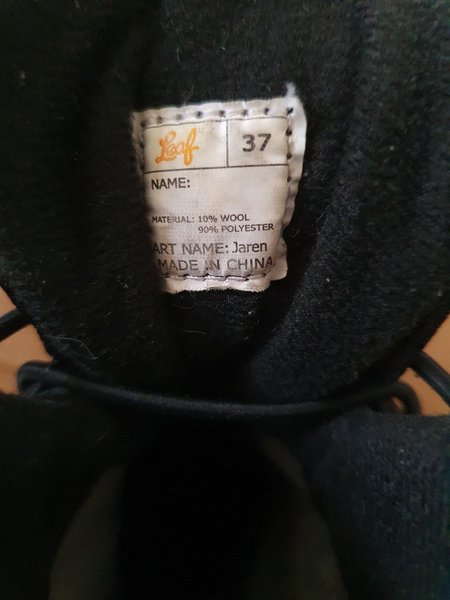 Leaf 37
NAME:
MATERIAL: 10% WOOL
90% POLYESTER
ART NAME: Jaren
MADE IN CHINA